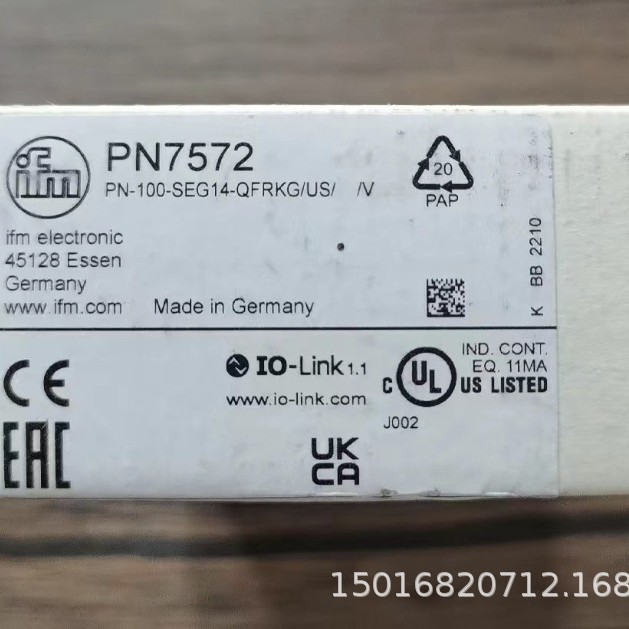 ifm
PN7572
PN-100-SEG14-QFRKG/US/ /V
20
PAP
ifm electronic
45128 Essen
Germany
www.ifm.com
Made in Germany
K BB 2210
CE
IO-Link 1.1
www.io-link.com
C UL US LISTED
IND. CONT.
EQ. 11MA
J002
EAC
UK
CA
15016820712.168